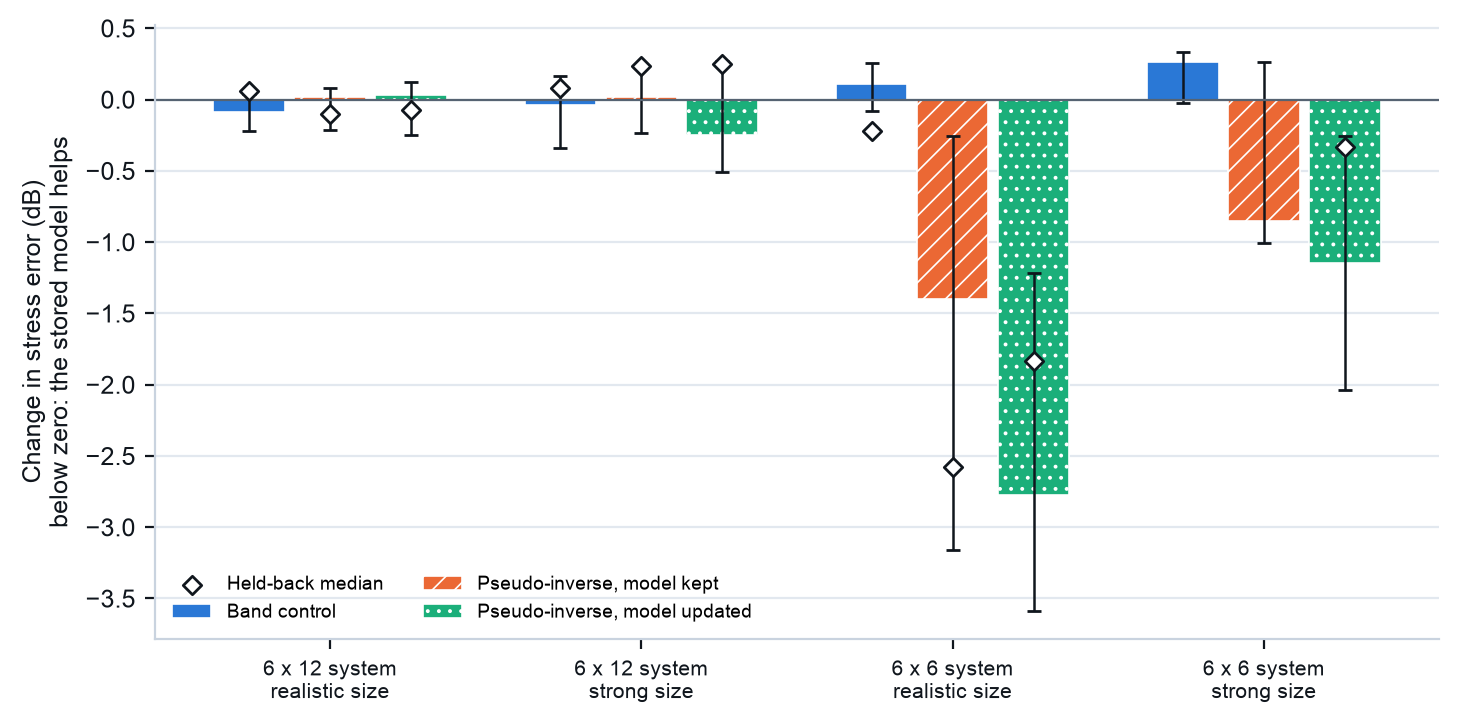 Change in stress error (dB)
below zero: the stored model helps
0.5
0.0
−0.5
−1.0
−1.5
−2.0
−2.5
−3.0
−3.5
Held-back median
Band control
Pseudo-inverse, model kept
Pseudo-inverse, model updated
6 x 12 system
realistic size
6 x 12 system
strong size
6 x 6 system
realistic size
6 x 6 system
strong size